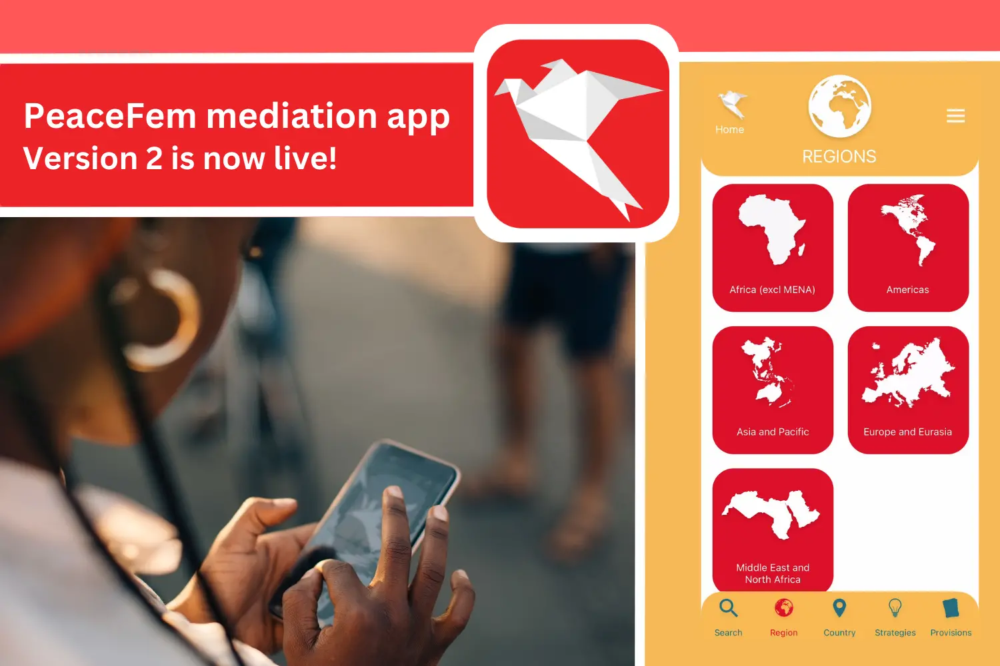 PeaceFem mediation app
Version 2 is now live!
Home
REGIONS
Africa (excl MENA)
Americas
Asia and Pacific
Europe and Eurasia
Middle East and
North Africa
Search
Region
Country
Strategies
Provisions